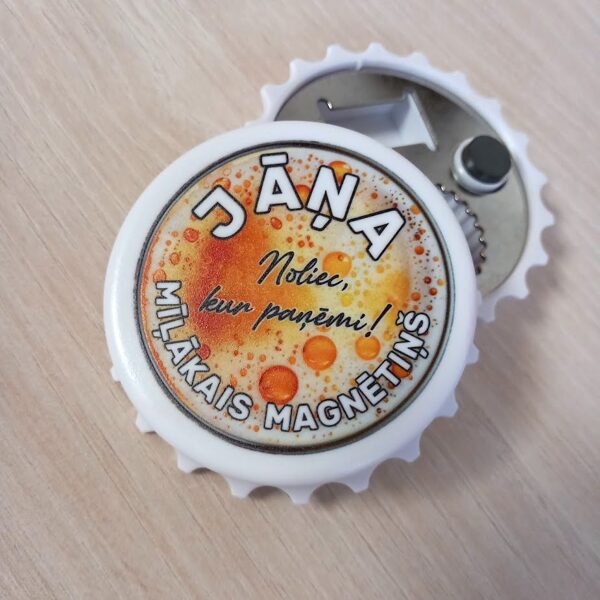 JĀŅA
Noliec,
kur paņēmi!
MĪĻĀKAIS MAGNĒTIŅŠ